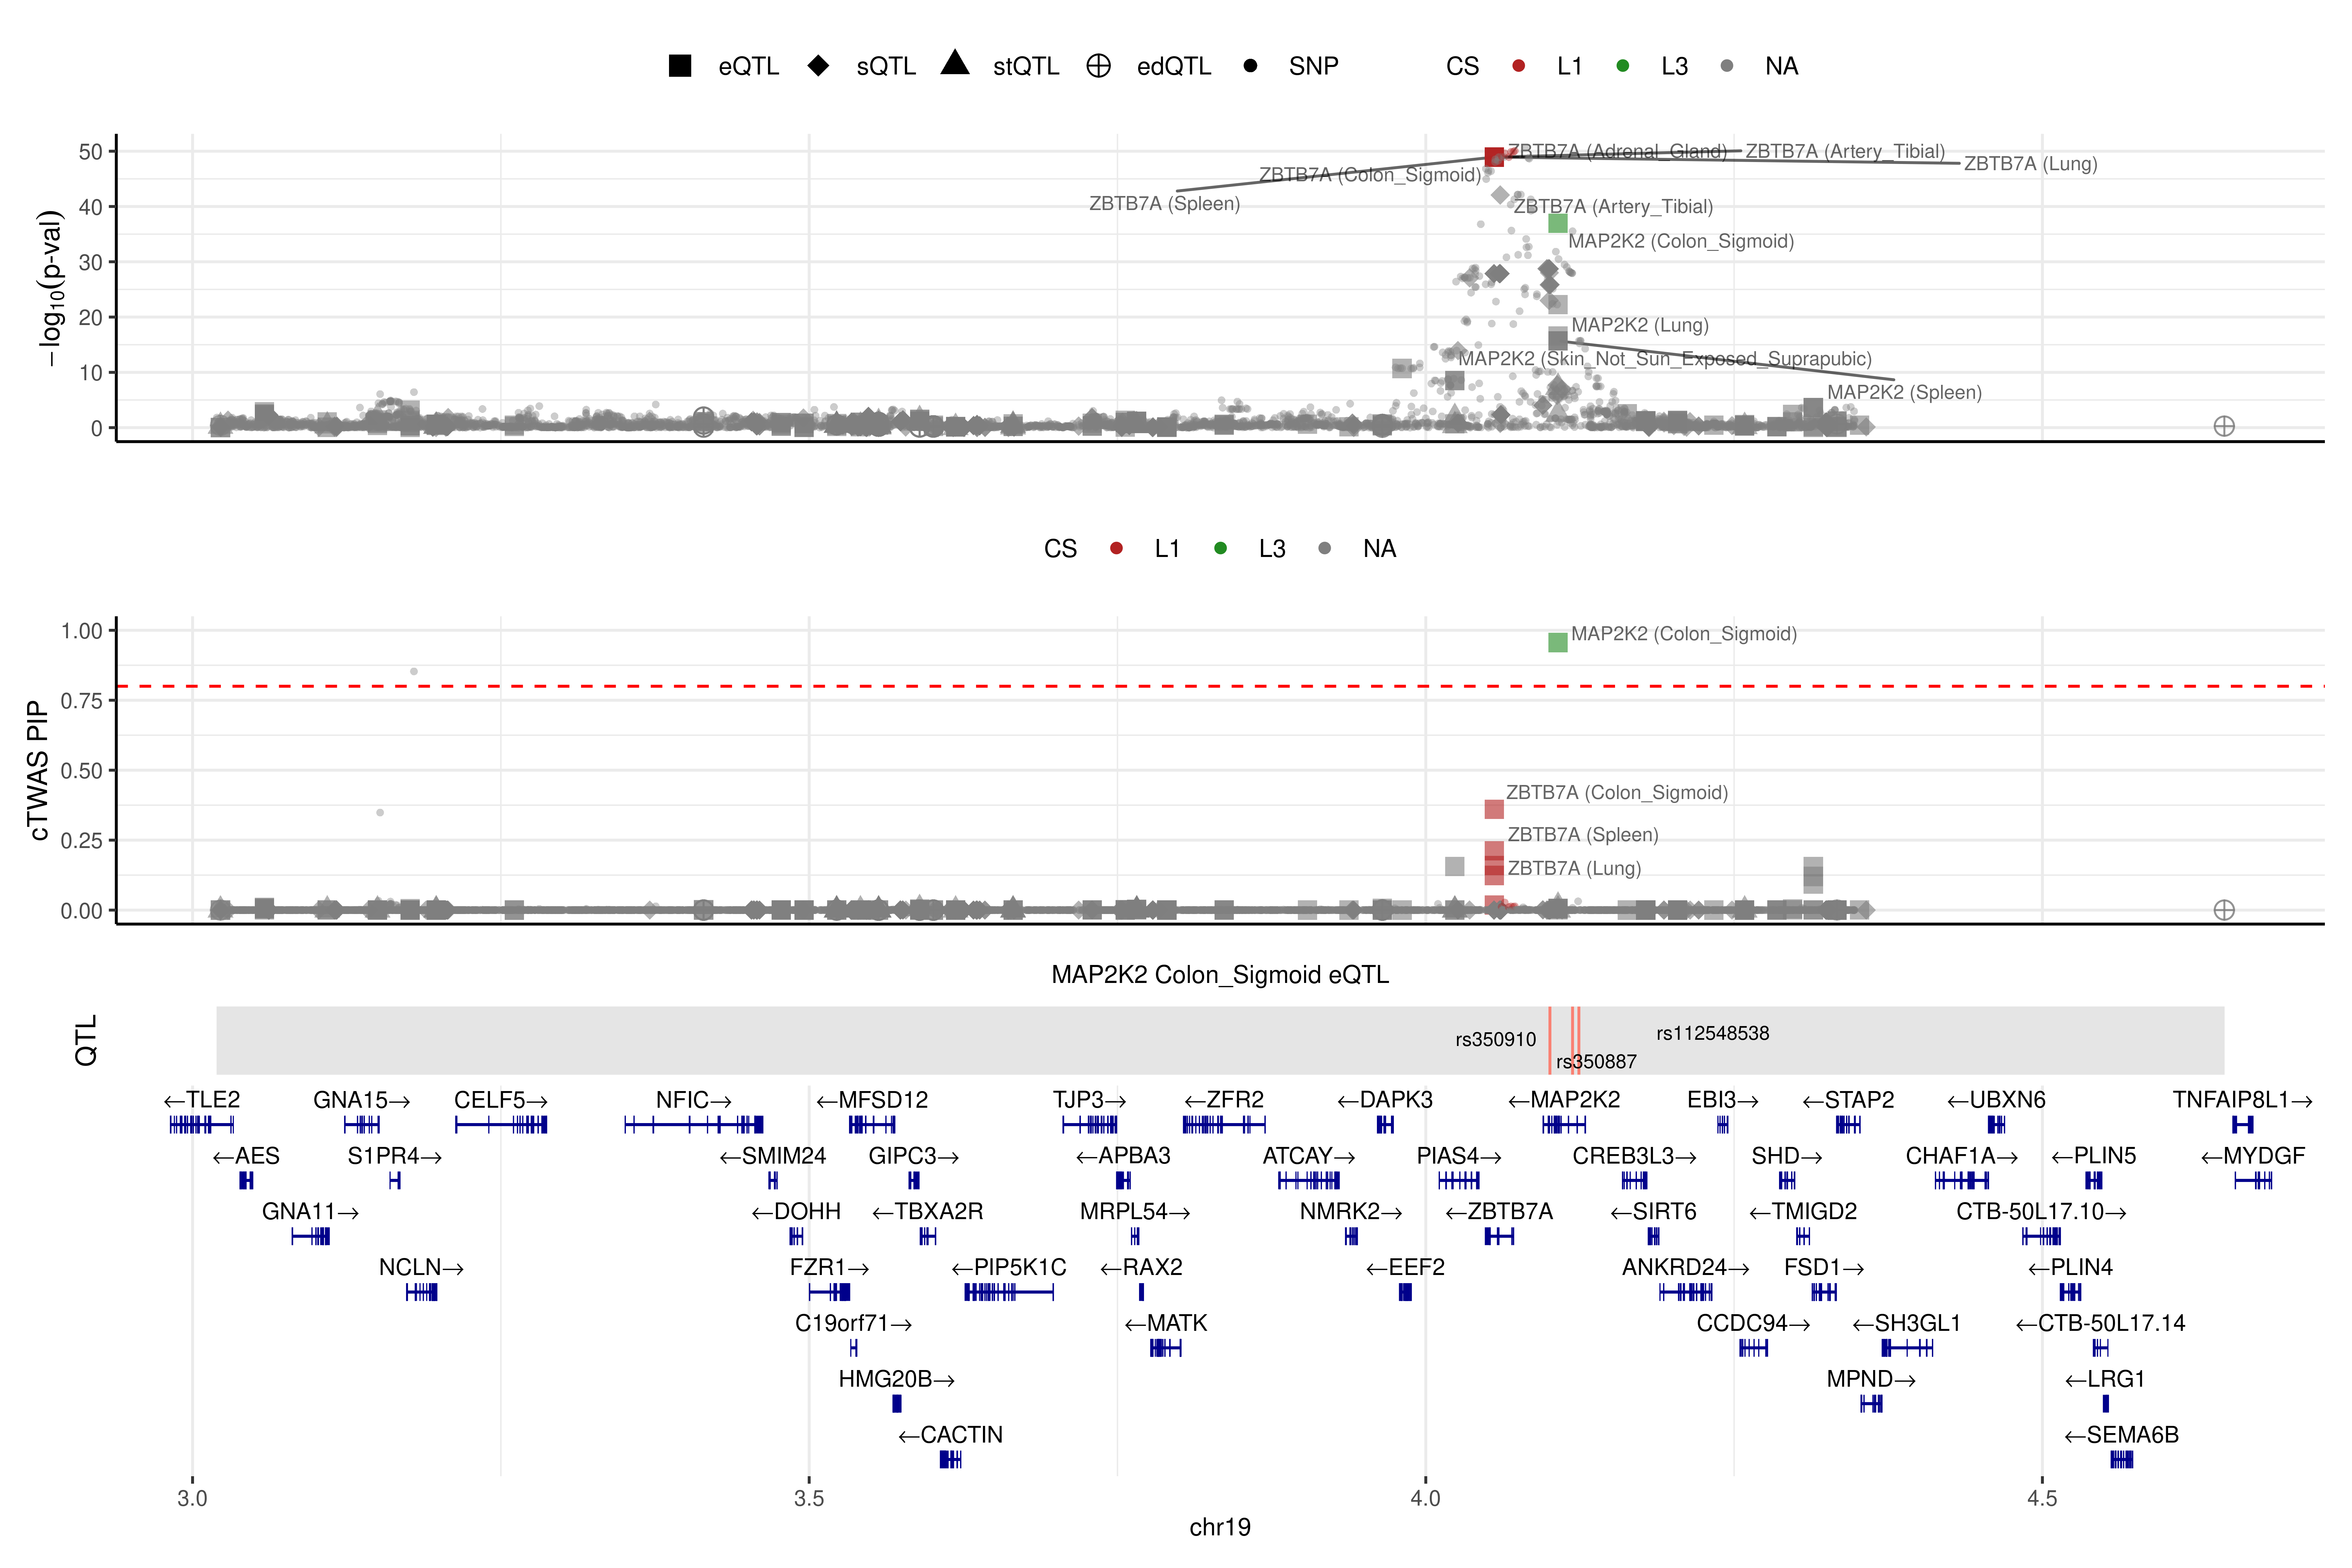 eQTL sQTL stQTL edQTL SNP CS L1 L3 NA
−log10(p-val)
50
40
30
20
10
0
ZBTB7A (Adrenal_Gland)
ZBTB7A (Artery_Tibial)
ZBTB7A (Lung)
ZBTB7A (Colon_Sigmoid)
ZBTB7A (Spleen)
ZBTB7A (Artery_Tibial)
MAP2K2 (Colon_Sigmoid)
MAP2K2 (Lung)
MAP2K2 (Skin_Not_Sun_Exposed_Suprapubic)
MAP2K2 (Spleen)
CS L1 L3 NA
cTWAS PIP
1.00
0.75
0.50
0.25
0.00
MAP2K2 (Colon_Sigmoid)
ZBTB7A (Colon_Sigmoid)
ZBTB7A (Spleen)
ZBTB7A (Lung)
MAP2K2 Colon_Sigmoid eQTL
QTL
rs112548538
rs350910
rs350887
←TLE2 GNA15→ CELF5→ NFIC→ ←MFSD12 TJP3→ ←ZFR2 ←DAPK3 ←MAP2K2 EBI3→ ←STAP2 ←UBXN6 TNFAIP8L1→
←AES S1PR4→ ←SMIM24 GIPC3→ ←APBA3 ATCAY→ PIAS4→ CREB3L3→ SHD→ CHAF1A→ ←PLIN5 ←MYDGF
GNA11→ ←DOHH ←TBXA2R MRPL54→ NMRK2→ ←ZBTB7A ←SIRT6 ←TMIGD2 CTB-50L17.10→
NCLN→ FZR1→ ←PIP5K1C ←RAX2 ←EEF2 ANKRD24→ FSD1→ ←PLIN4
C19orf71→ ←MATK CCDC94→ ←SH3GL1 ←CTB-50L17.14
HMG20B→ MPND→ ←LRG1
←CACTIN ←SEMA6B
3.0 3.5 4.0 4.5
chr19